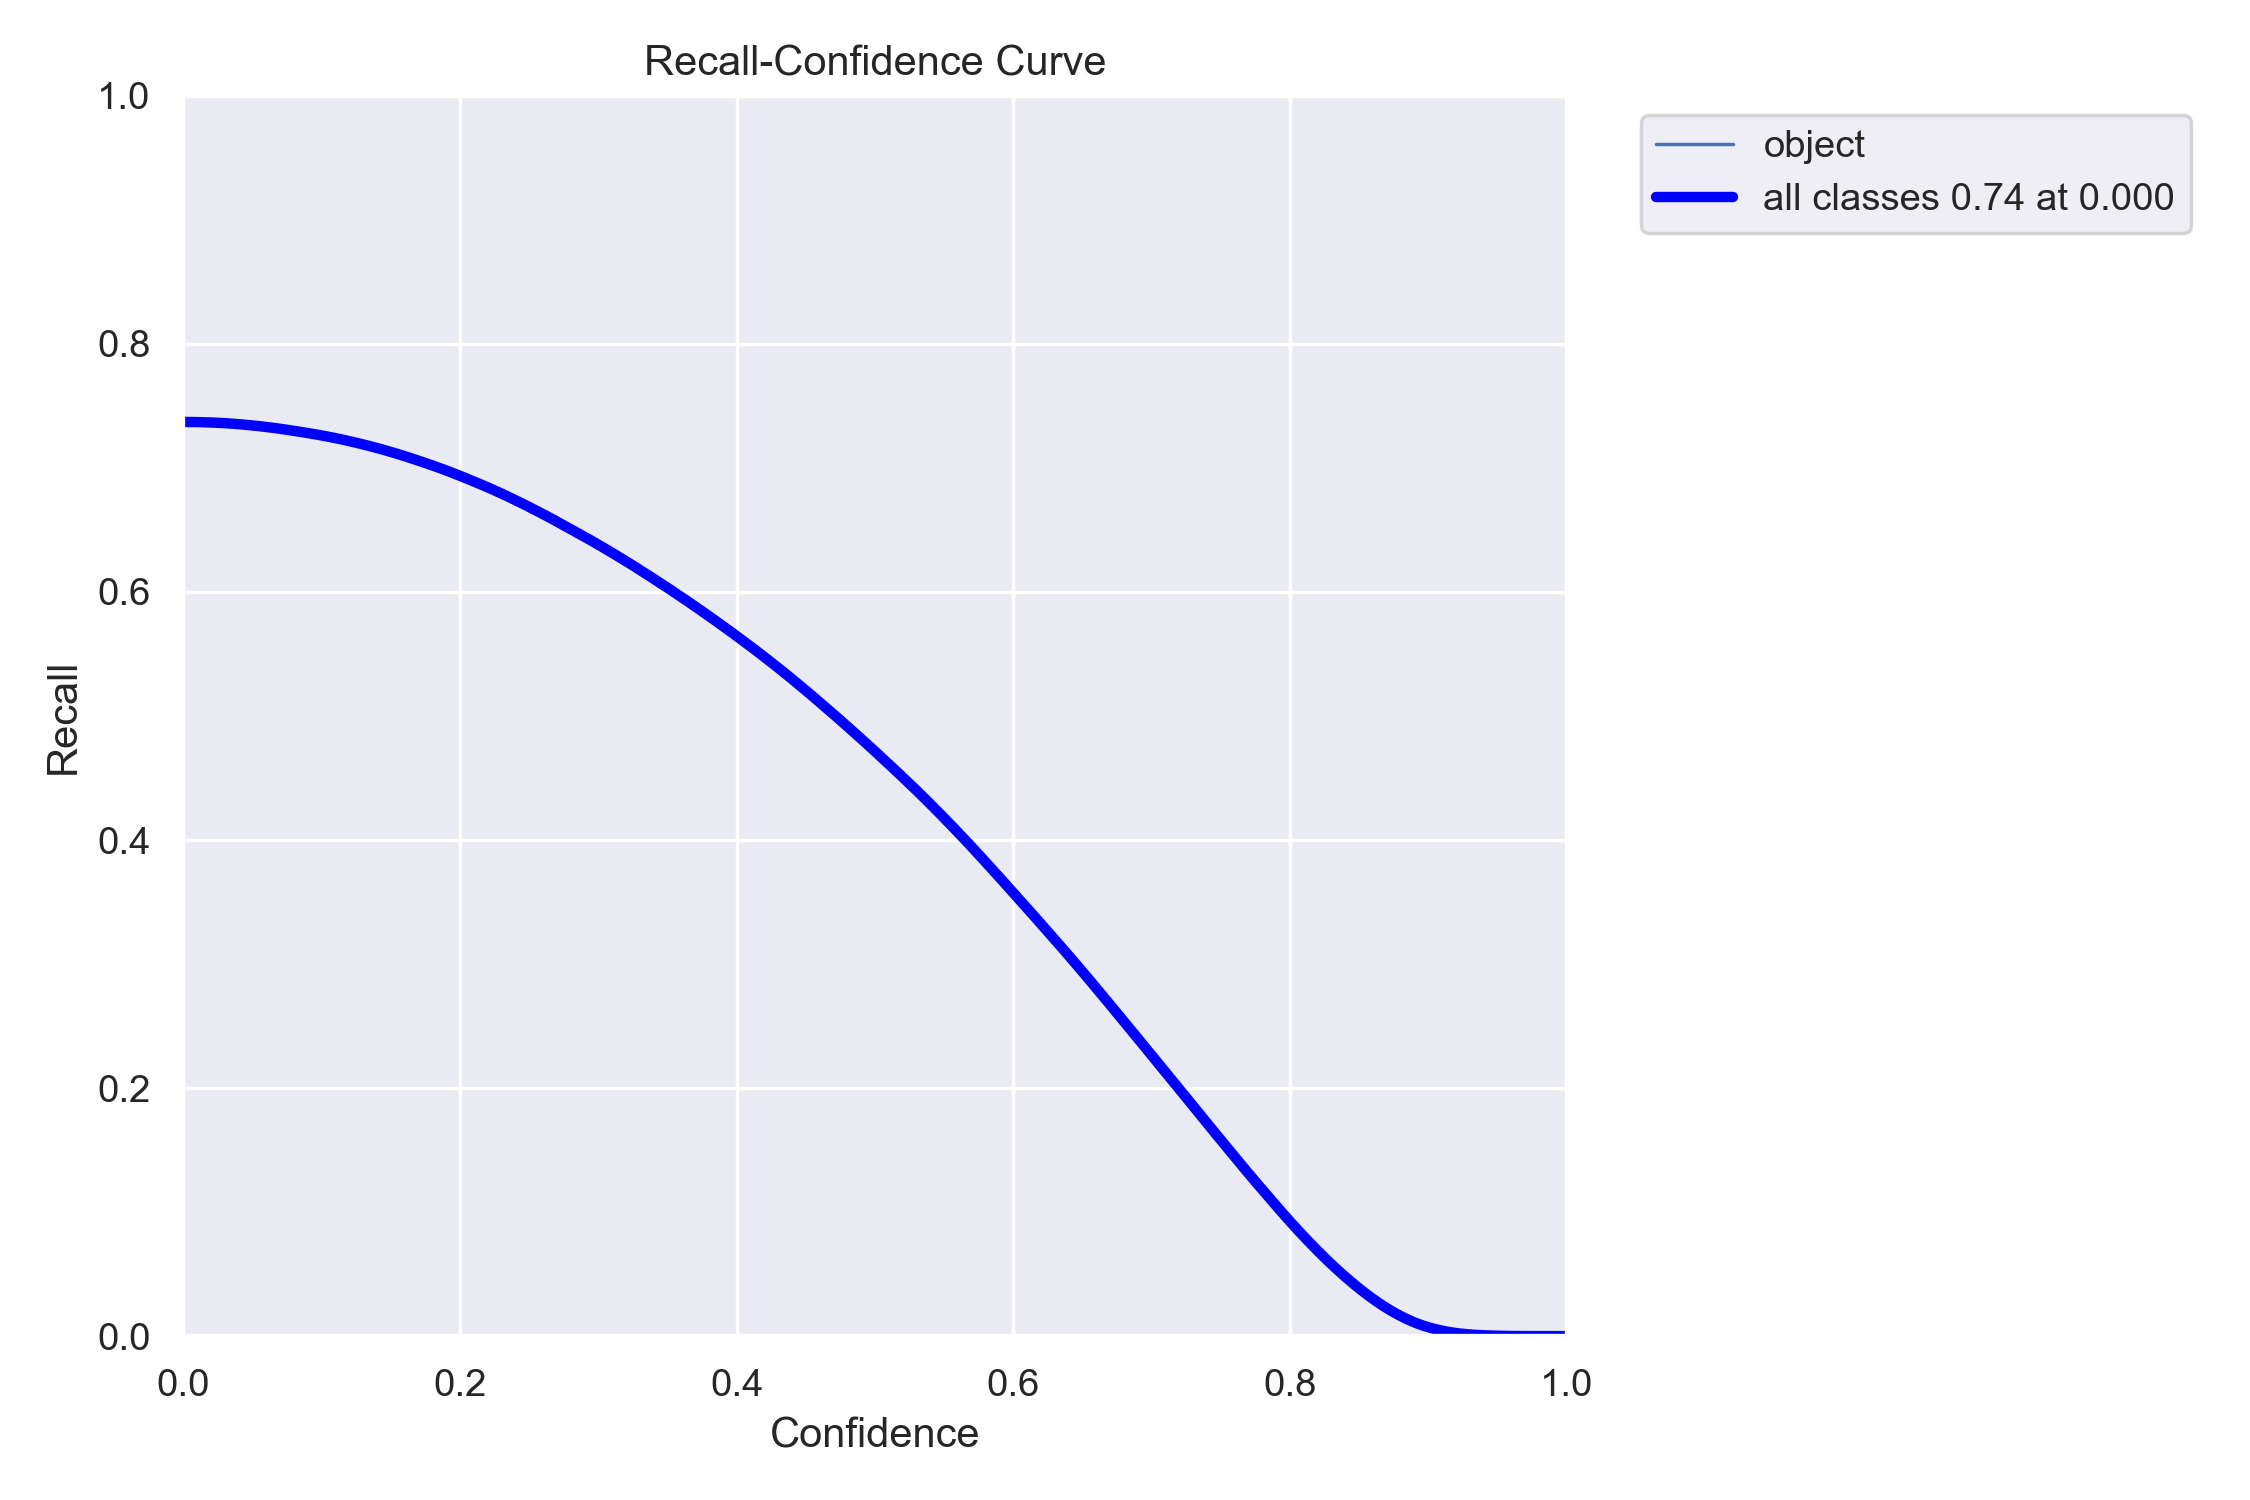 Recall-Confidence Curve
1.0
0.8
0.6
0.4
0.2
0.0
Recall
0.0 0.2 0.4 0.6 0.8 1.0
Confidence
object
all classes 0.74 at 0.000